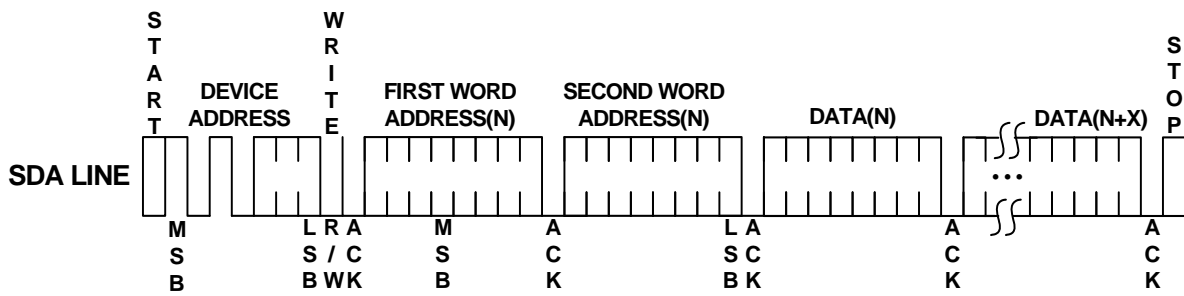 START
WRITE
STOP
DEVICE
ADDRESS
FIRST WORD
ADDRESS(N)
SECOND WORD
ADDRESS(N)
DATA(N)
DATA(N+X)
SDA LINE
...
MSB
LSB
R/W
ACK
MSB
ACK
LSB
ACK
ACK
ACK